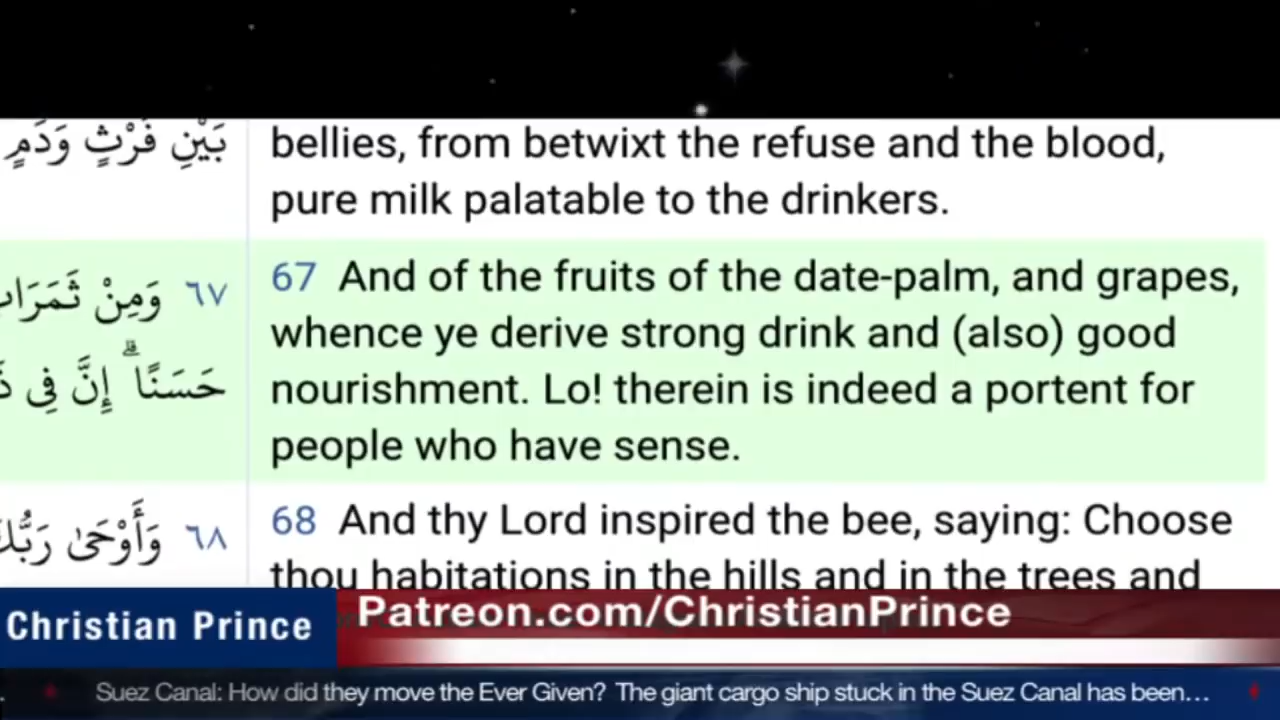 بَيْنِ فَرْثٍ وَدَمٍ
bellies, from betwixt the refuse and the blood,
pure milk palatable to the drinkers.
٦٧ وَمِنْ
حَسَنًا ۗ إِنَّ فِى
67 And of the fruits of the date-palm, and grapes,
whence ye derive strong drink and (also) good
nourishment. Lo! therein is indeed a portent for
people who have sense.
٦٨ وَأَوْحَىٰ
68 And thy Lord inspired the bee, saying: Choose
thou habitations in the hills and in the trees and
Christian Prince
Patreon.com/ChristianPrince
Suez Canal: How did they move the Ever Given? The giant cargo ship stuck in the Suez Canal has been...